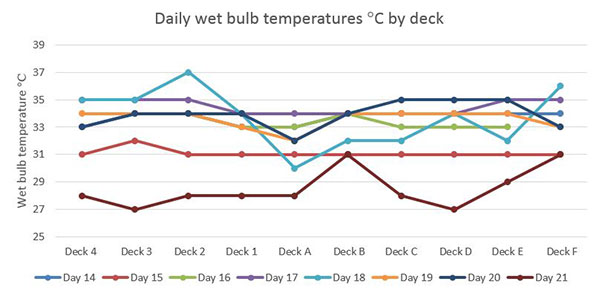 Daily wet bulb temperatures °C by deck
39
37
35
33
31
29
27
25
Wet bulb temperature °C
Deck 4 Deck 3 Deck 2 Deck 1 Deck A Deck B Deck C Deck D Deck E Deck F
Day 14 Day 15 Day 16 Day 17 Day 18 Day 19 Day 20 Day 21